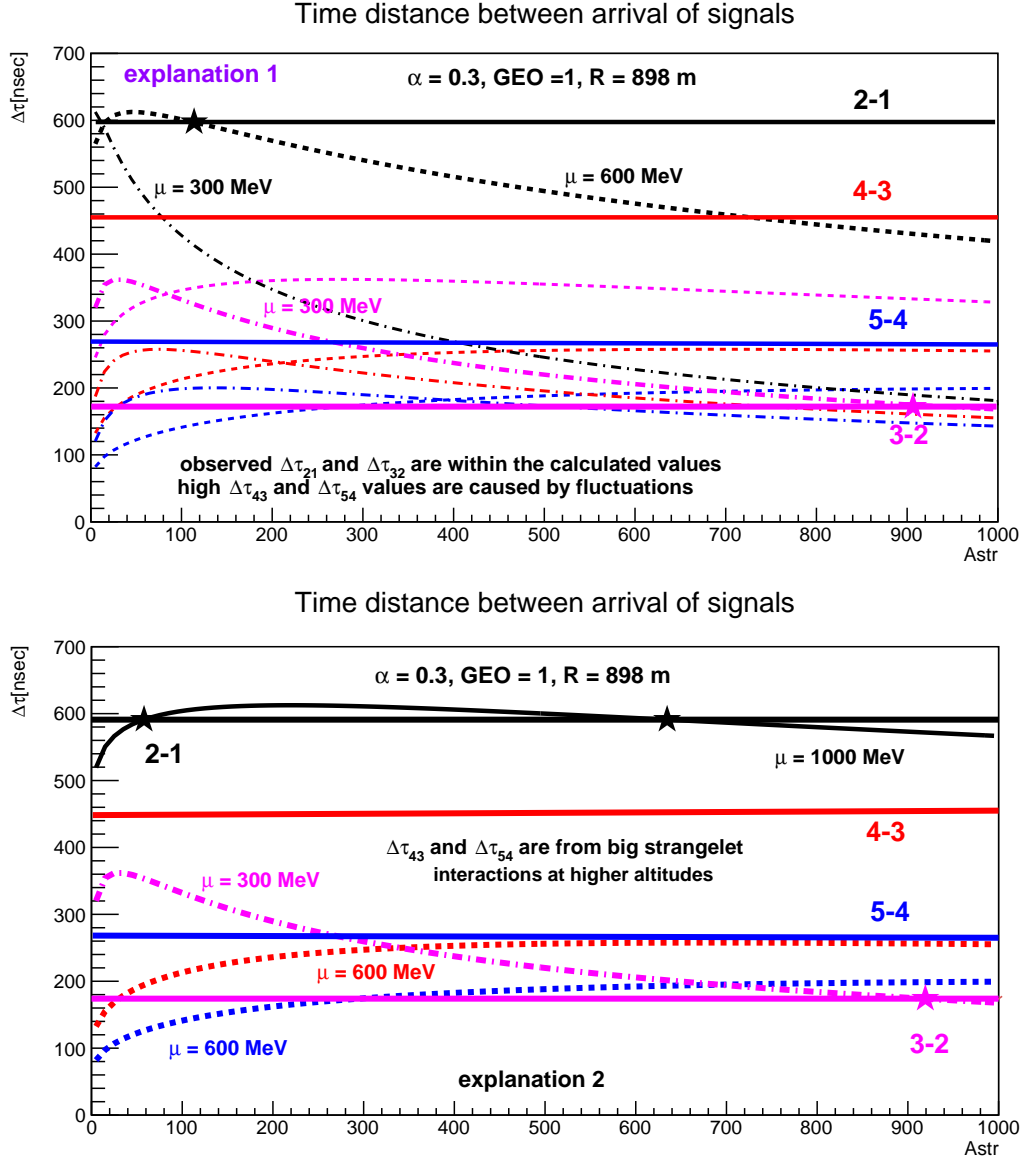 Time distance between arrival of signals
Δτ[nsec]
700
600
500
400
300
200
100
0
explanation 1
α = 0.3, GEO =1, R = 898 m
2-1
μ = 300 MeV
μ = 600 MeV
4-3
μ = 300 MeV
5-4
3-2
observed Δτ21 and Δτ32 are within the calculated values
high Δτ43 and Δτ54 values are caused by fluctuations
0 100 200 300 400 500 600 700 800 900 1000
Astr
Time distance between arrival of signals
Δτ[nsec]
700
600
500
400
300
200
100
0
α = 0.3, GEO = 1, R = 898 m
2-1
μ = 1000 MeV
4-3
Δτ43 and Δτ54 are from big strangelet
interactions at higher altitudes
μ = 300 MeV
5-4
μ = 600 MeV
μ = 600 MeV
3-2
explanation 2
0 100 200 300 400 500 600 700 800 900 1000
Astr